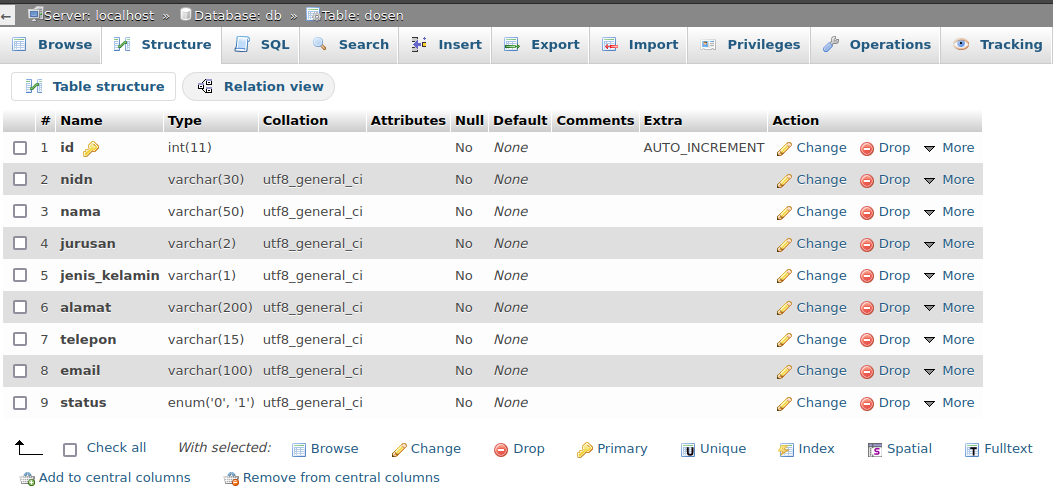 Server: localhost » Database: db » Table: dosen
Browse Structure SQL Search Insert Export Import Privileges Operations Tracking
Table structure Relation view
# Name Type Collation Attributes Null Default Comments Extra Action
1 id int(11) No None AUTO_INCREMENT Change Drop More
2 nidn varchar(30) utf8_general_ci No None Change Drop More
3 nama varchar(50) utf8_general_ci No None Change Drop More
4 jurusan varchar(2) utf8_general_ci No None Change Drop More
5 jenis_kelamin varchar(1) utf8_general_ci No None Change Drop More
6 alamat varchar(200) utf8_general_ci No None Change Drop More
7 telepon varchar(15) utf8_general_ci No None Change Drop More
8 email varchar(100) utf8_general_ci No None Change Drop More
9 status enum('0', '1') utf8_general_ci No None Change Drop More
Check all With selected: Browse Change Drop Primary Unique Index Spatial Fulltext
Add to central columns Remove from central columns